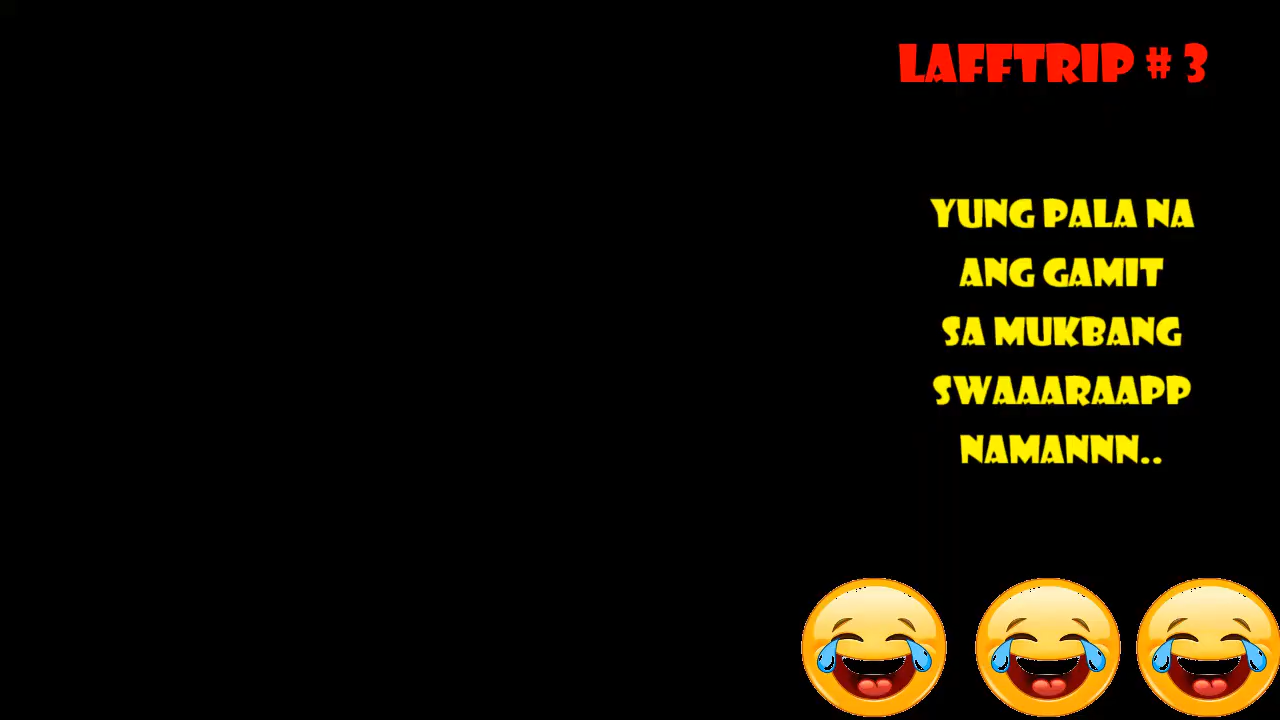 LAFFTRIP # 3
YUNG PALA NA
ANG GAMIT
SA MUKBANG
SWAAARAAPP
NAMANNN..